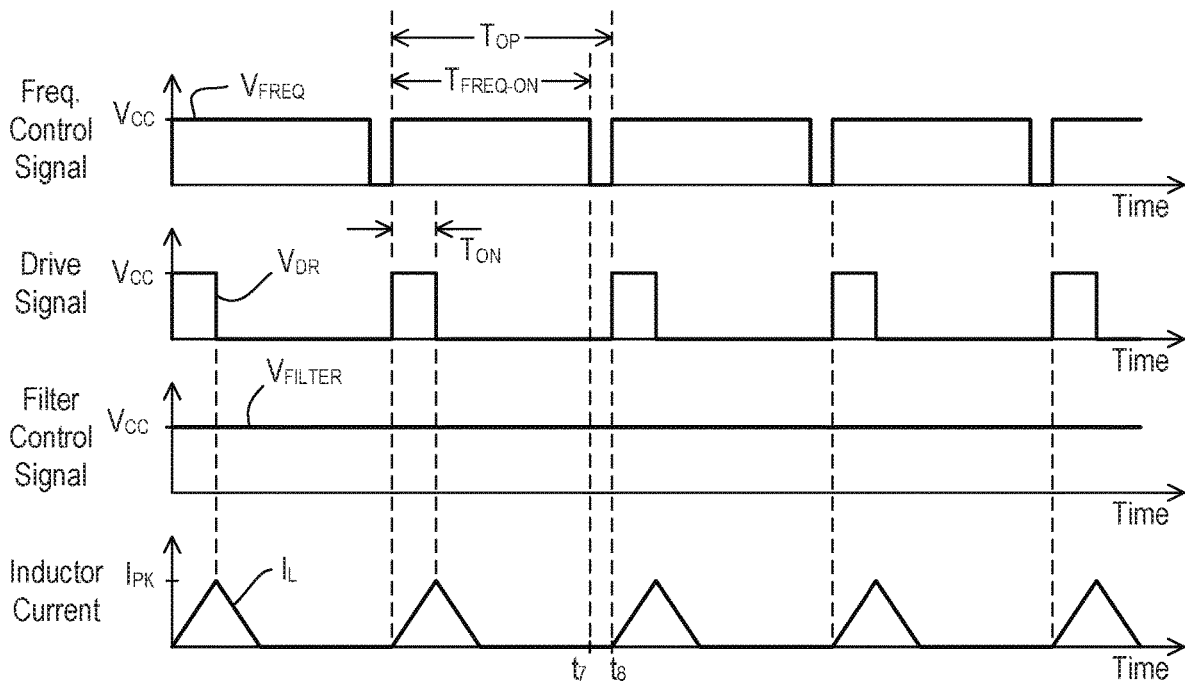 T_OP
T_FREQ-ON
Freq.
Control
Signal
V_CC
V_FREQ
Time
T_ON
Drive
Signal
V_CC
V_DR
Time
Filter
Control
Signal
V_CC
V_FILTER
Time
Inductor
Current
I_PK
I_L
t_7
t_8
Time